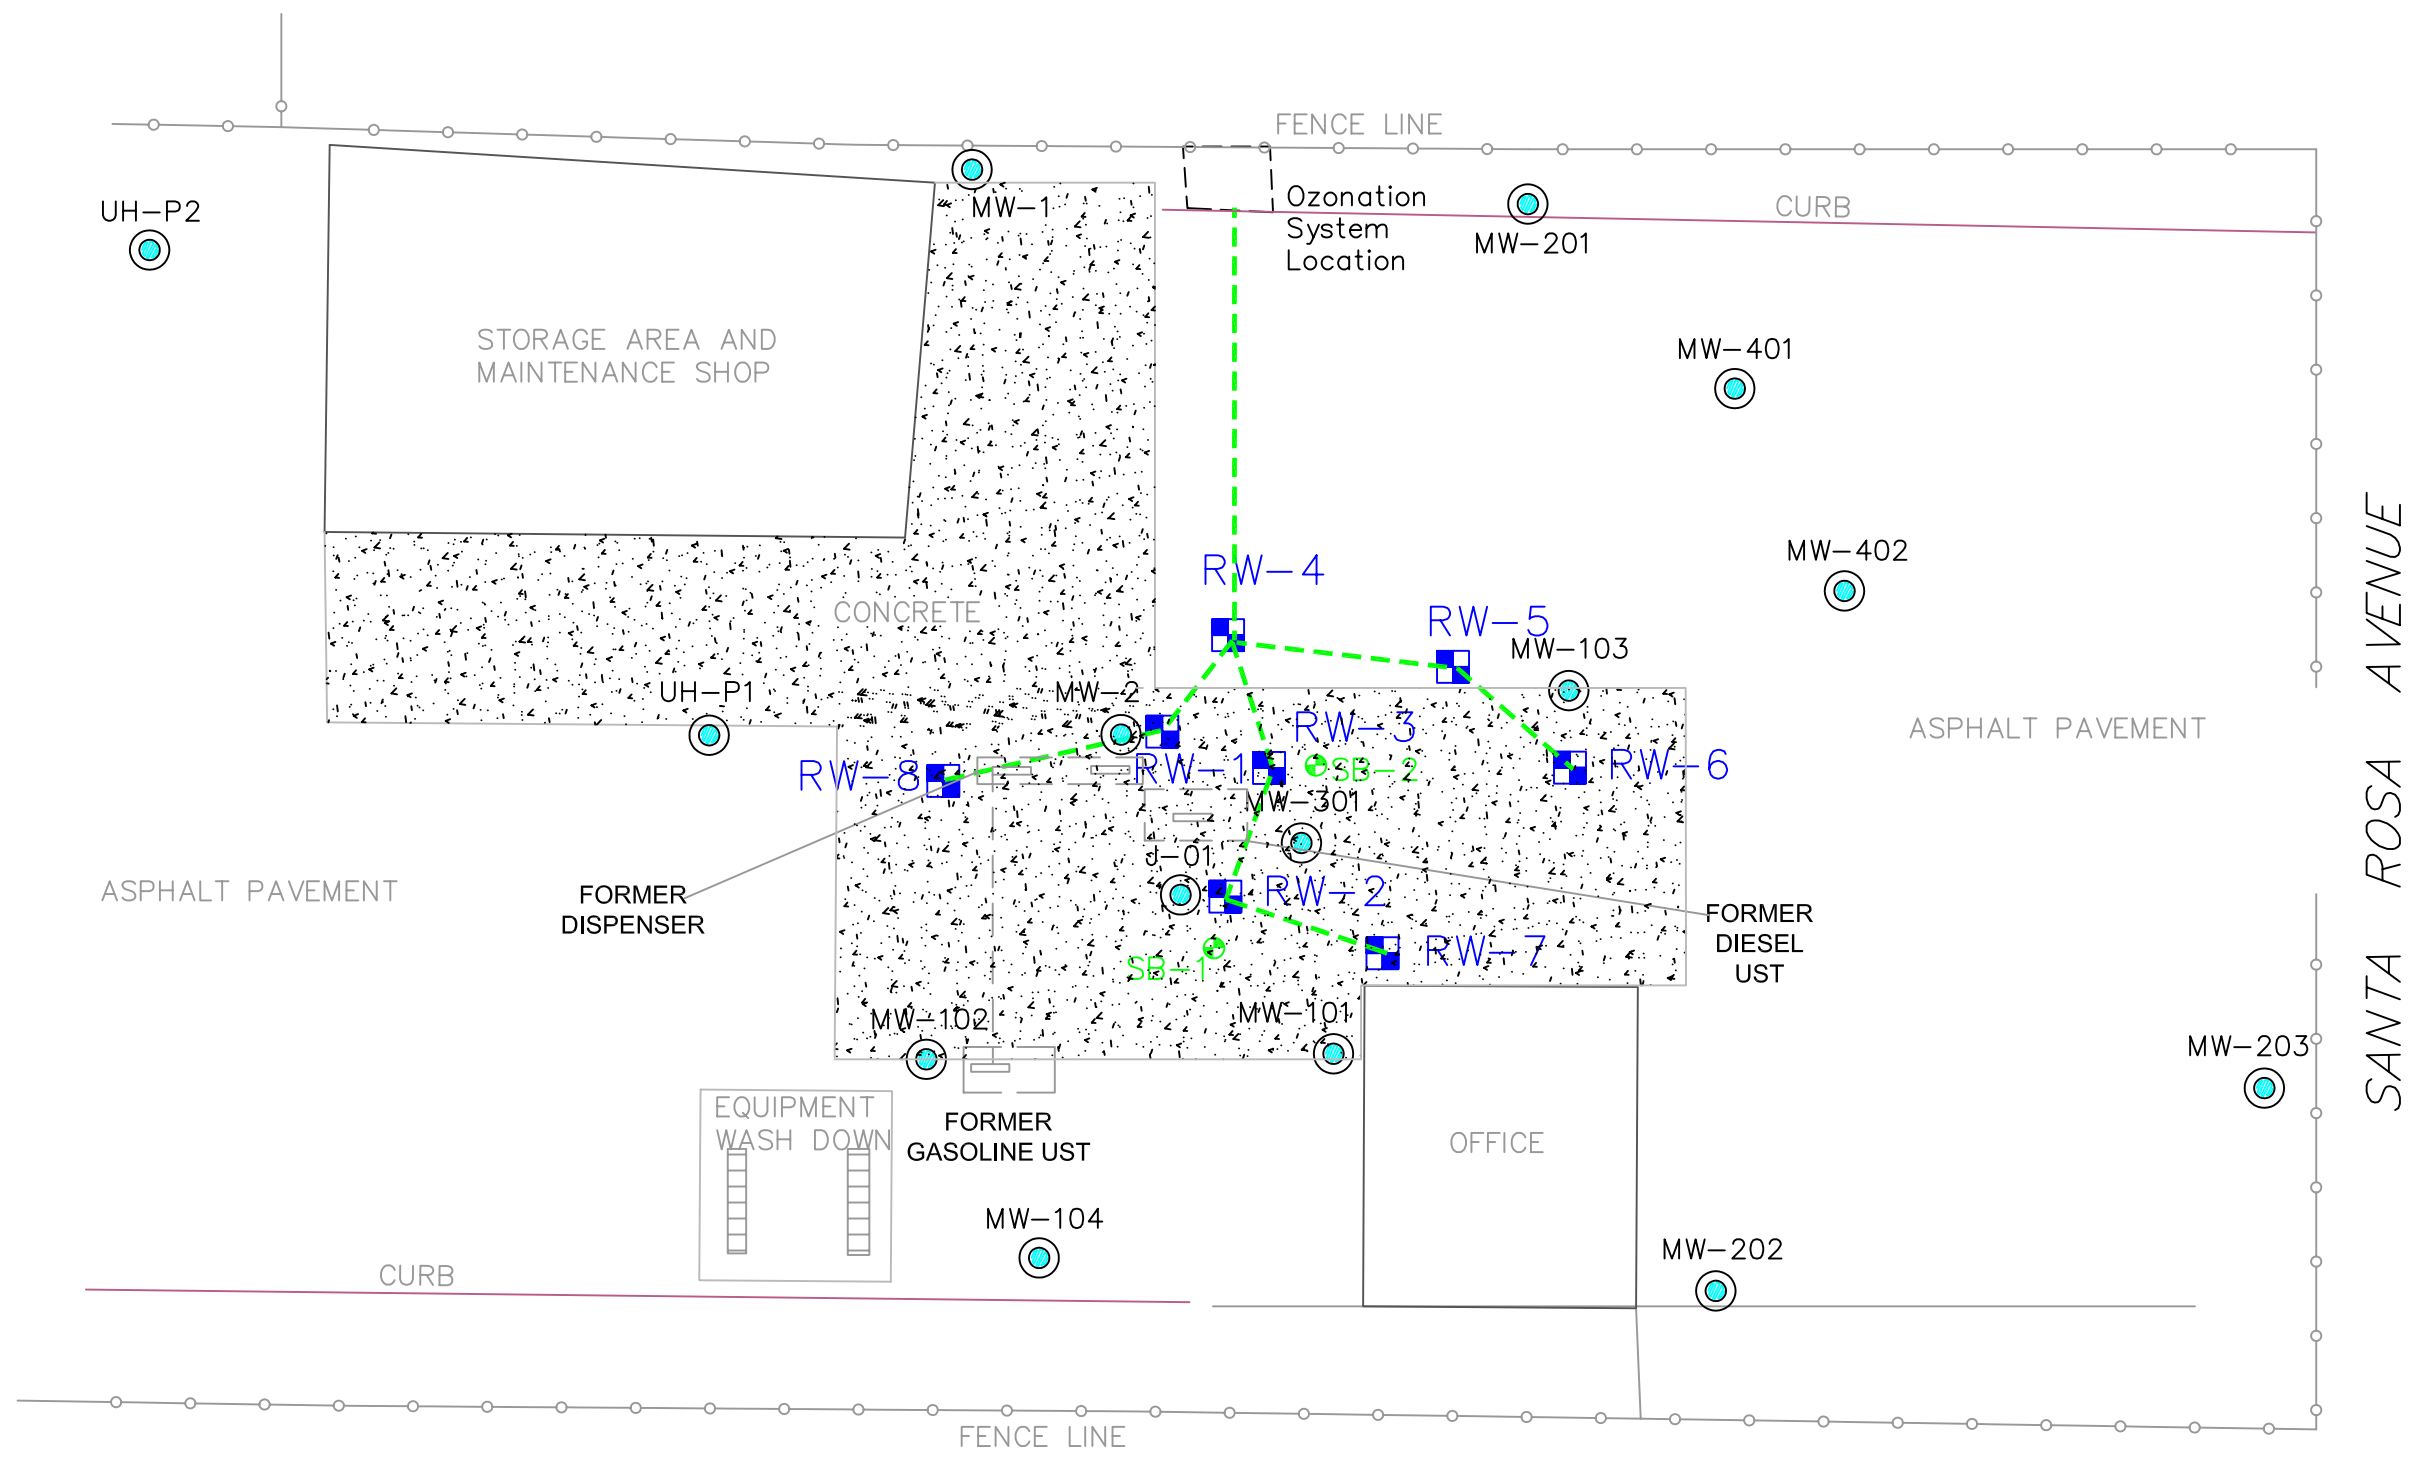 FENCE LINE
UH-P2
MW-1
Ozonation
System
Location
CURB
MW-201
STORAGE AREA AND
MAINTENANCE SHOP
MW-401
MW-402
RW-4
CONCRETE
RW-5
MW-103
UH-P1
MW-2
RW-3
ASPHALT PAVEMENT
RW-8
RW-1
SB-2
RW-6
MW-301
J-01
ASPHALT PAVEMENT
FORMER
DISPENSER
RW-2
FORMER
DIESEL
UST
RW-7
SB-1
MW-102
MW-101
SANTA ROSA AVENUE
MW-203
EQUIPMENT
WASH DOWN
FORMER
GASOLINE UST
OFFICE
MW-104
MW-202
CURB
FENCE LINE